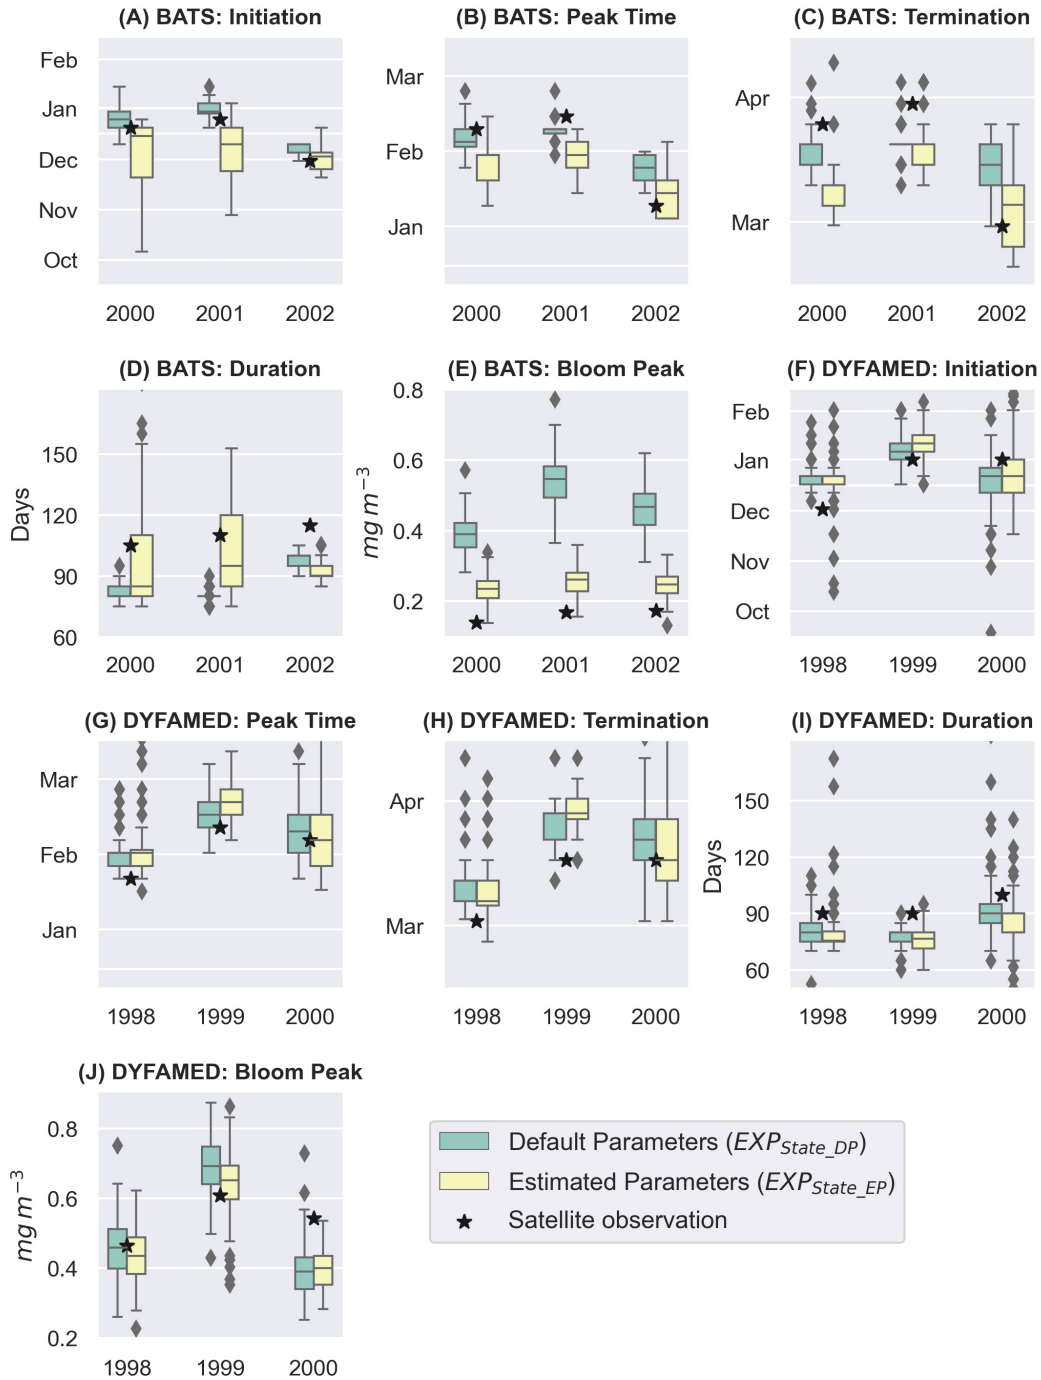 (A) BATS: Initiation
(B) BATS: Peak Time
(C) BATS: Termination
Feb
Jan
Dec
Nov
Oct
2000 2001 2002
Mar
Feb
Jan
2000 2001 2002
Apr
Mar
2000 2001 2002
(D) BATS: Duration
(E) BATS: Bloom Peak
(F) DYFAMED: Initiation
Days
150
120
90
60
2000 2001 2002
mg m⁻³
0.8
0.6
0.4
0.2
2000 2001 2002
Feb
Jan
Dec
Nov
Oct
1998 1999 2000
(G) DYFAMED: Peak Time
(H) DYFAMED: Termination
(I) DYFAMED: Duration
Mar
Feb
Jan
1998 1999 2000
Apr
Mar
1998 1999 2000
Days
150
120
90
60
1998 1999 2000
(J) DYFAMED: Bloom Peak
mg m⁻³
0.8
0.6
0.4
0.2
1998 1999 2000
Default Parameters (EXP_State_DP)
Estimated Parameters (EXP_State_EP)
Satellite observation